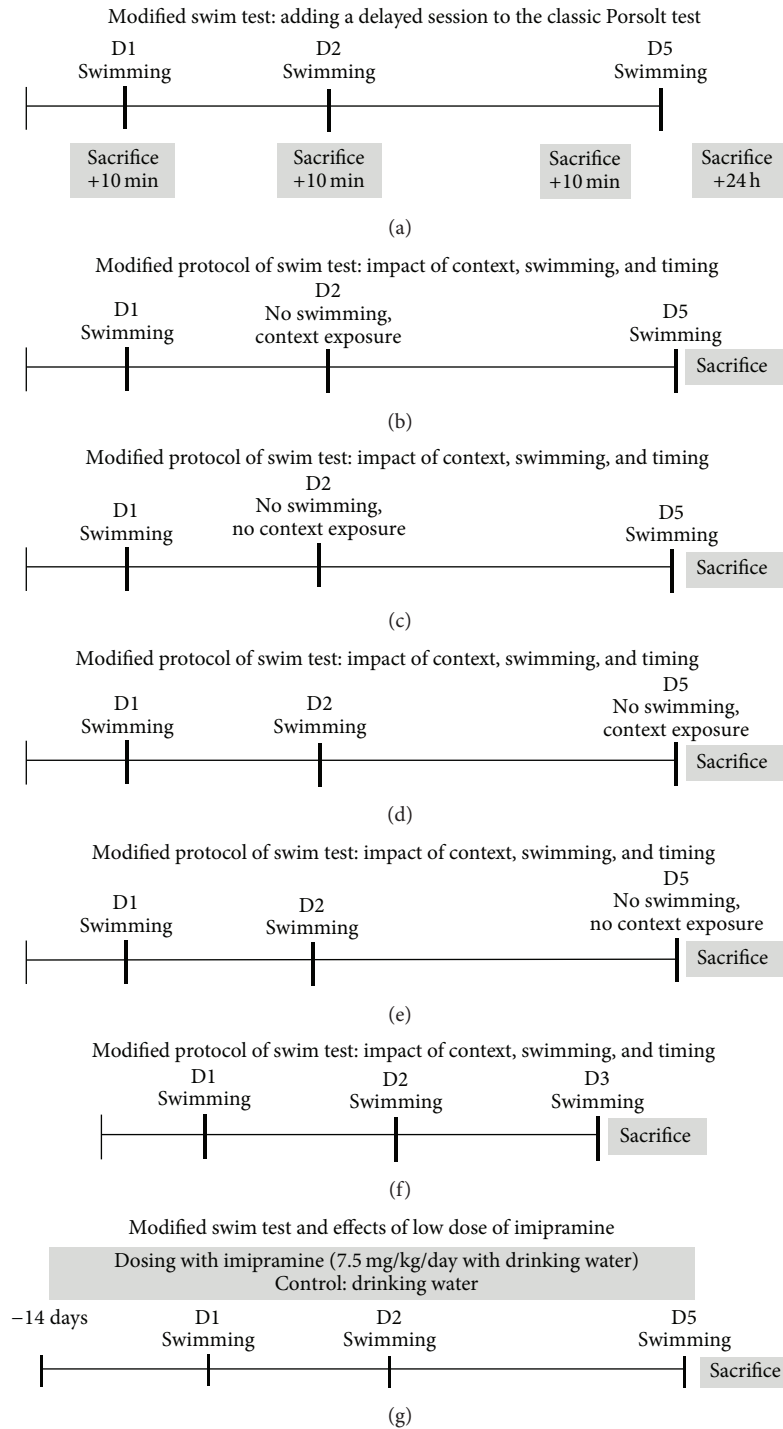 Modified swim test: adding a delayed session to the classic Porsolt test
D1
Swimming
D2
Swimming
D5
Swimming
Sacrifice
+10 min
Sacrifice
+10 min
Sacrifice
+10 min
Sacrifice
+24 h
(a)
Modified protocol of swim test: impact of context, swimming, and timing
D1
Swimming
D2
No swimming,
context exposure
D5
Swimming
Sacrifice
(b)
Modified protocol of swim test: impact of context, swimming, and timing
D1
Swimming
D2
No swimming,
no context exposure
D5
Swimming
Sacrifice
(c)
Modified protocol of swim test: impact of context, swimming, and timing
D1
Swimming
D2
Swimming
D5
No swimming,
context exposure
Sacrifice
(d)
Modified protocol of swim test: impact of context, swimming, and timing
D1
Swimming
D2
Swimming
D5
No swimming,
no context exposure
Sacrifice
(e)
Modified protocol of swim test: impact of context, swimming, and timing
D1
Swimming
D2
Swimming
D3
Swimming
Sacrifice
(f)
Modified swim test and effects of low dose of imipramine
Dosing with imipramine (7.5 mg/kg/day with drinking water)
Control: drinking water
−14 days
D1
Swimming
D2
Swimming
D5
Swimming
Sacrifice
(g)